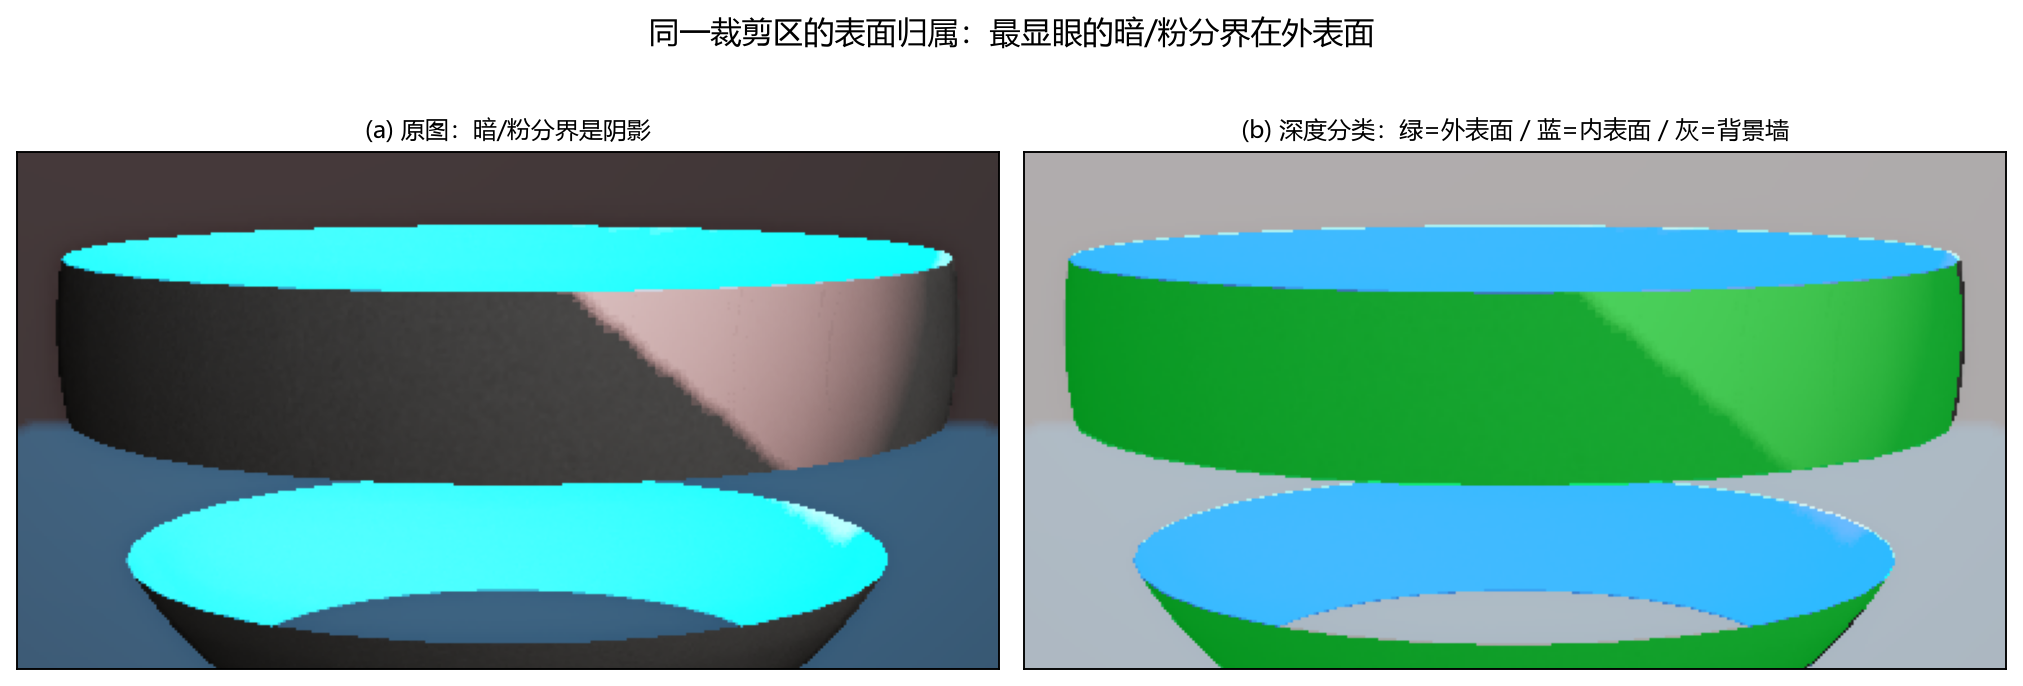 同一裁剪区的表面归属：最显眼的暗/粉分界在外表面
(a) 原图：暗/粉分界是阴影
(b) 深度分类：绿=外表面 / 蓝=内表面 / 灰=背景墙